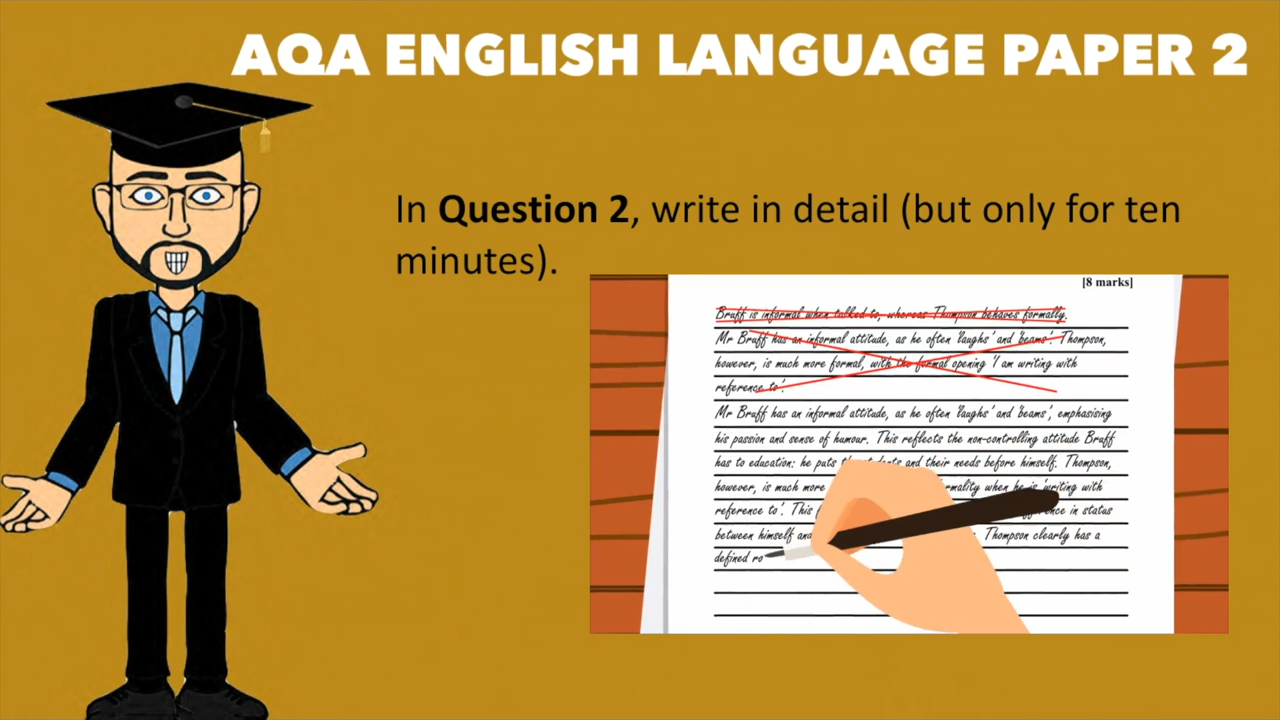 AQA ENGLISH LANGUAGE PAPER 2
In Question 2, write in detail (but only for ten
minutes).
[8 marks]
Bruff is informal when talked to, whereas Thompson behaves formally.
Mr Bruff has an informal attitude, as he often 'laughs' and 'beams'. Thompson,
however, is much more formal, with the formal opening 'I am writing with
reference to'.
Mr Bruff has an informal attitude, as he often 'laughs' and 'beams', emphasising
his passion and sense of humour. This reflects the non-controlling attitude Bruff
has to education: he puts and their needs before himself. Thompson,
however, is much more when he is 'writing with
reference to'. This in status
between himself and Thompson clearly has a
defined ro